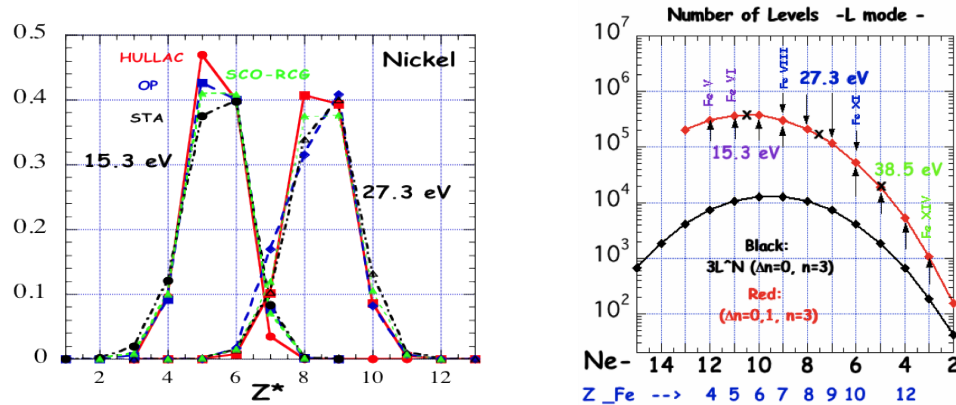 0.5
0.4
0.3
0.2
0.1
0
HULLAC
OP
SCO-RCG
STA
Nickel
15.3 eV
27.3 eV
2 4 6 8 10 12
Z*
Number of Levels -L mode -
10^7
10^6
10^5
10^4
10^3
10^2
Fe-V
Fe VI
Fe-VIII
27.3 eV
Fe-XI
15.3 eV
38.5 eV
Fe-XIV
Black:
3L^N (Δn=0, n=3)
Red:
(Δn=0,1, n=3)
Ne- 14 12 10 8 6 4 2
Z _Fe --> 4 5 6 7 8 9 10 12